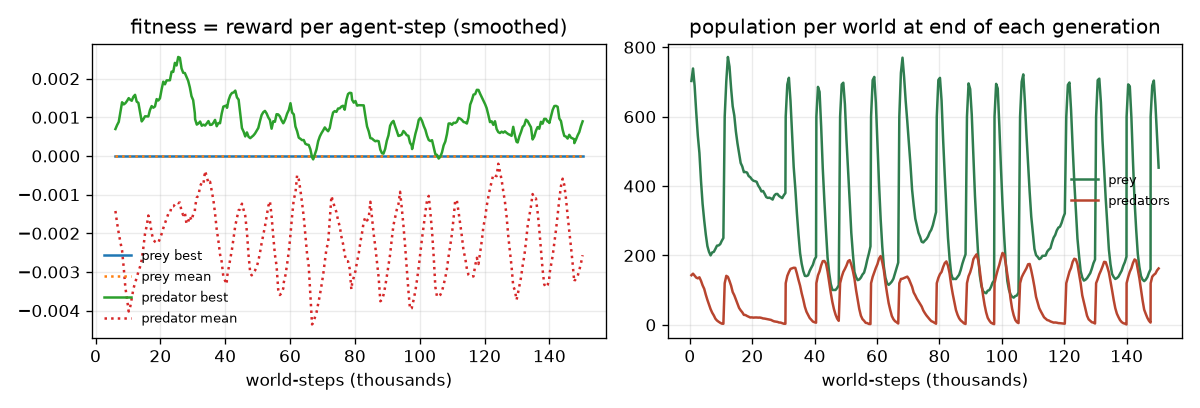 fitness = reward per agent-step (smoothed)
0.002
0.001
0.000
−0.001
−0.002
−0.003
−0.004
prey best
prey mean
predator best
predator mean
0 20 40 60 80 100 120 140
world-steps (thousands)
population per world at end of each generation
800
600
400
200
0
prey
predators
0 20 40 60 80 100 120 140
world-steps (thousands)